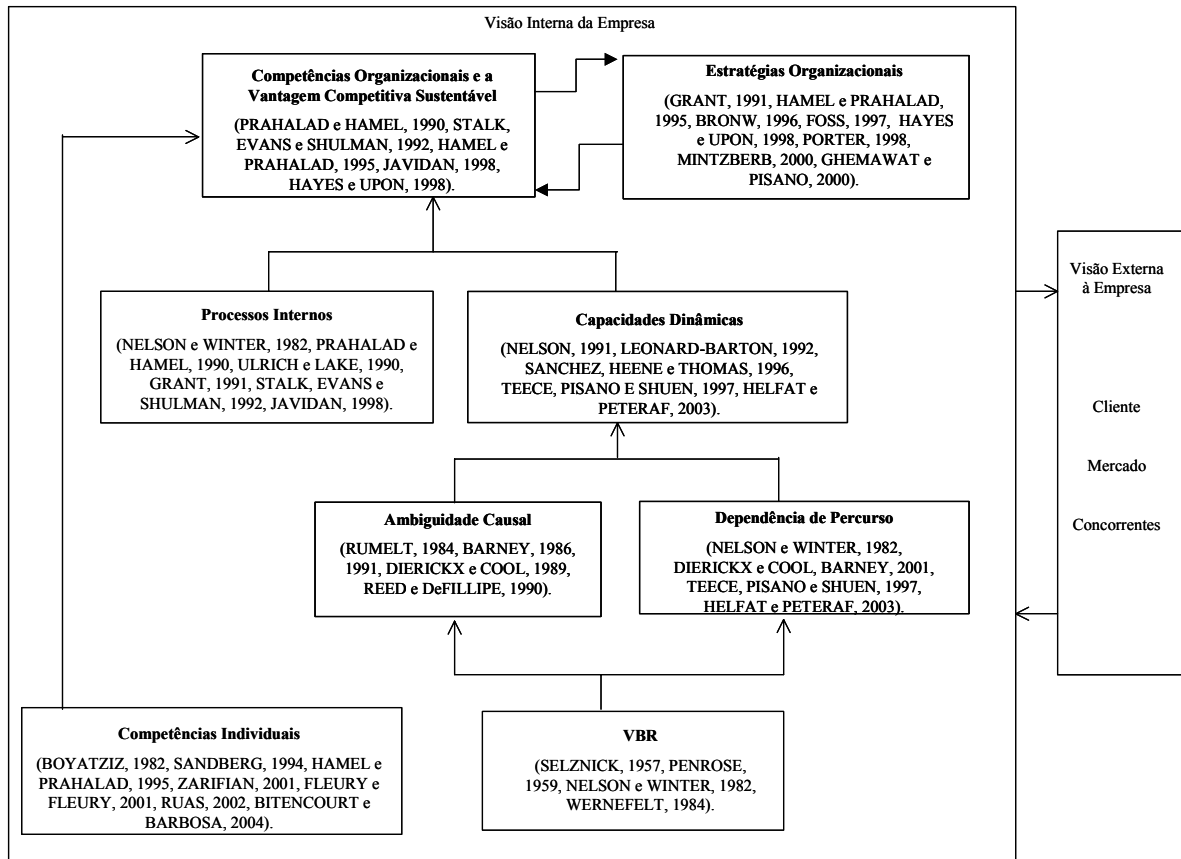 Visão Interna da Empresa
Competências Organizacionais e a
Vantagem Competitiva Sustentável
(PRAHALAD e HAMEL, 1990, STALK,
EVANS e SHULMAN, 1992, HAMEL e
PRAHALAD, 1995, JAVIDAN, 1998,
HAYES e UPON, 1998).
Estratégias Organizacionais
(GRANT, 1991, HAMEL e PRAHALAD,
1995, BRONW, 1996, FOSS, 1997, HAYES
e UPON, 1998, PORTER, 1998,
MINTZBERB, 2000, GHEMAWAT e
PISANO, 2000).
Processos Internos
(NELSON e WINTER, 1982, PRAHALAD e
HAMEL, 1990, ULRICH e LAKE, 1990,
GRANT, 1991, STALK, EVANS e
SHULMAN, 1992, JAVIDAN, 1998).
Capacidades Dinâmicas
(NELSON, 1991, LEONARD-BARTON, 1992,
SANCHEZ, HEENE e THOMAS, 1996,
TEECE, PISANO E SHUEN, 1997, HELFAT e
PETERAF, 2003).
Visão Externa
à Empresa
Cliente
Mercado
Concorrentes
Ambiguidade Causal
(RUMELT, 1984, BARNEY, 1986,
1991, DIERICKX e COOL, 1989,
REED e DeFILLIPE, 1990).
Dependência de Percurso
(NELSON e WINTER, 1982,
DIERICKX e COOL, BARNEY, 2001,
TEECE, PISANO e SHUEN, 1997,
HELFAT e PETERAF, 2003).
Competências Individuais
(BOYATZIZ, 1982, SANDBERG, 1994, HAMEL e
PRAHALAD, 1995, ZARIFIAN, 2001, FLEURY e
FLEURY, 2001, RUAS, 2002, BITENCOURT e
BARBOSA, 2004).
VBR
(SELZNICK, 1957, PENROSE,
1959, NELSON e WINTER, 1982,
WERNEFELT, 1984).